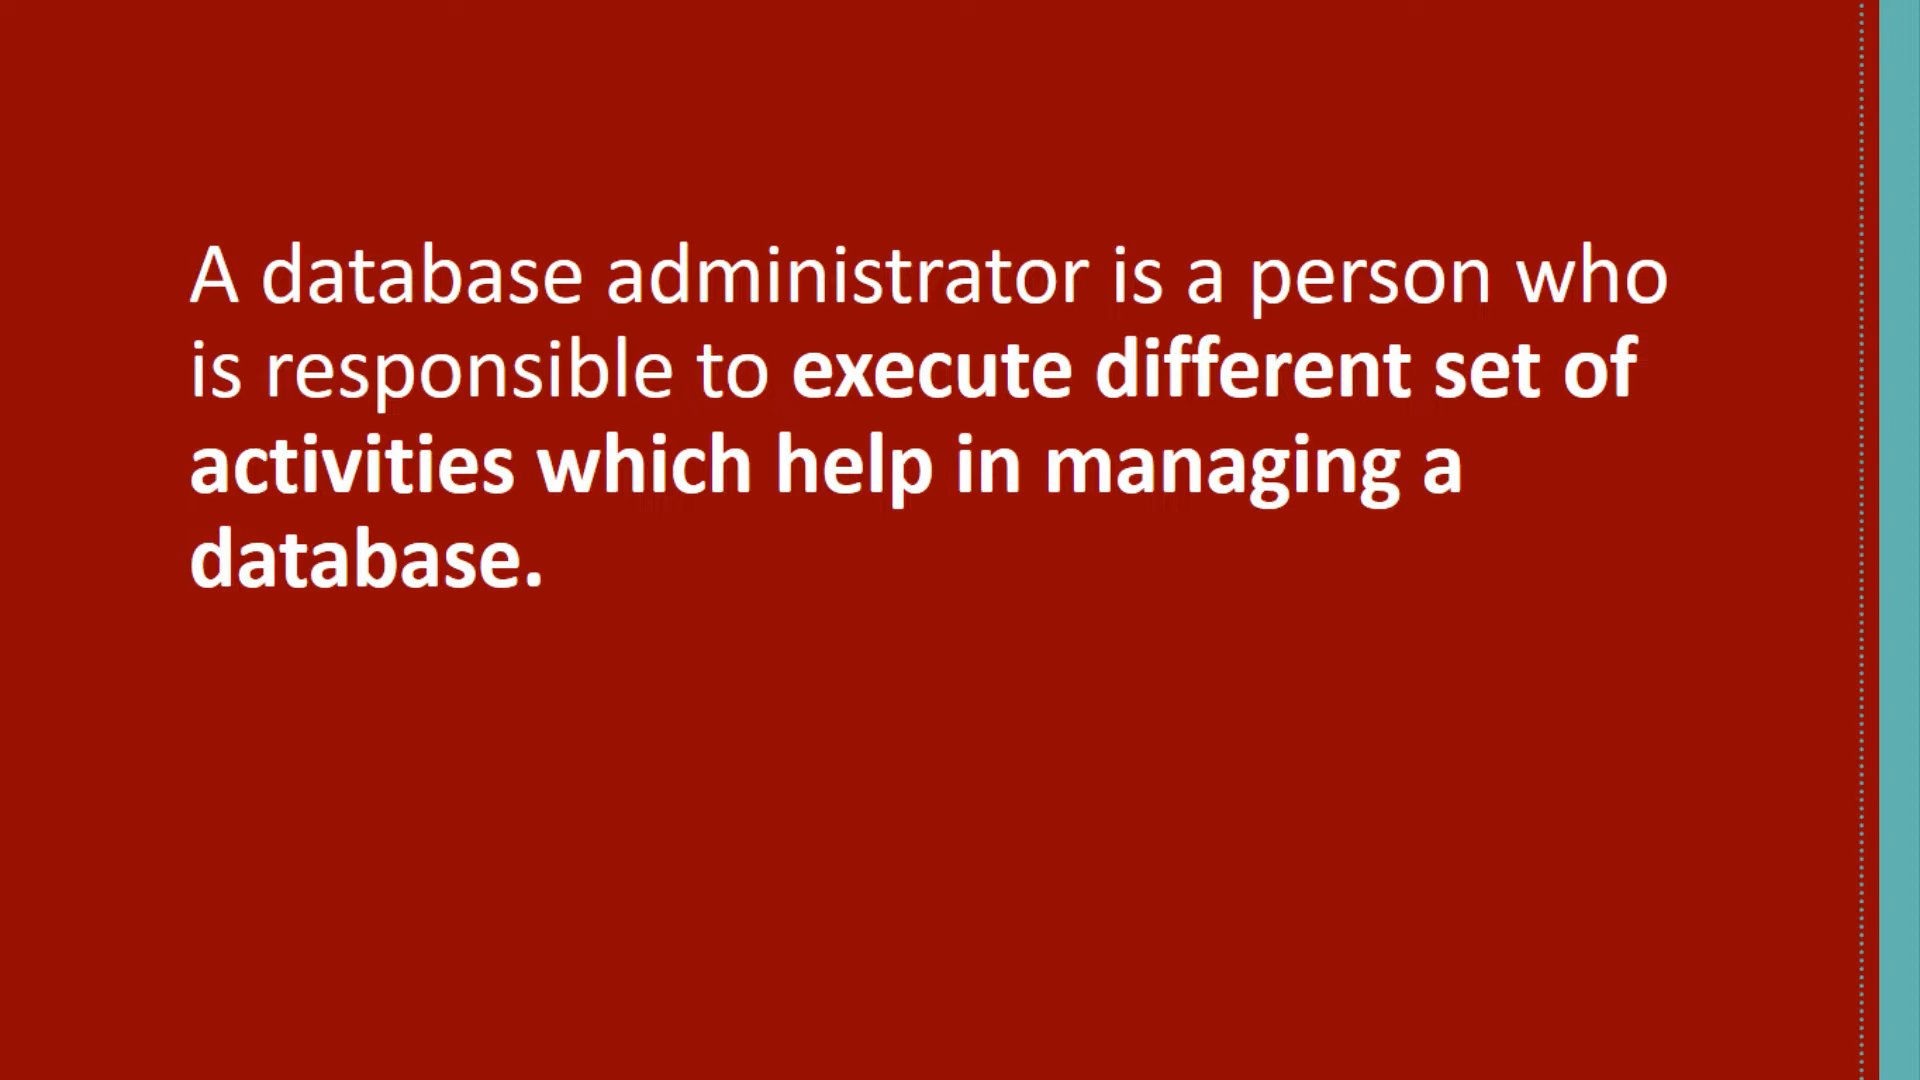 A database administrator is a person who
is responsible to execute different set of
activities which help in managing a
database.